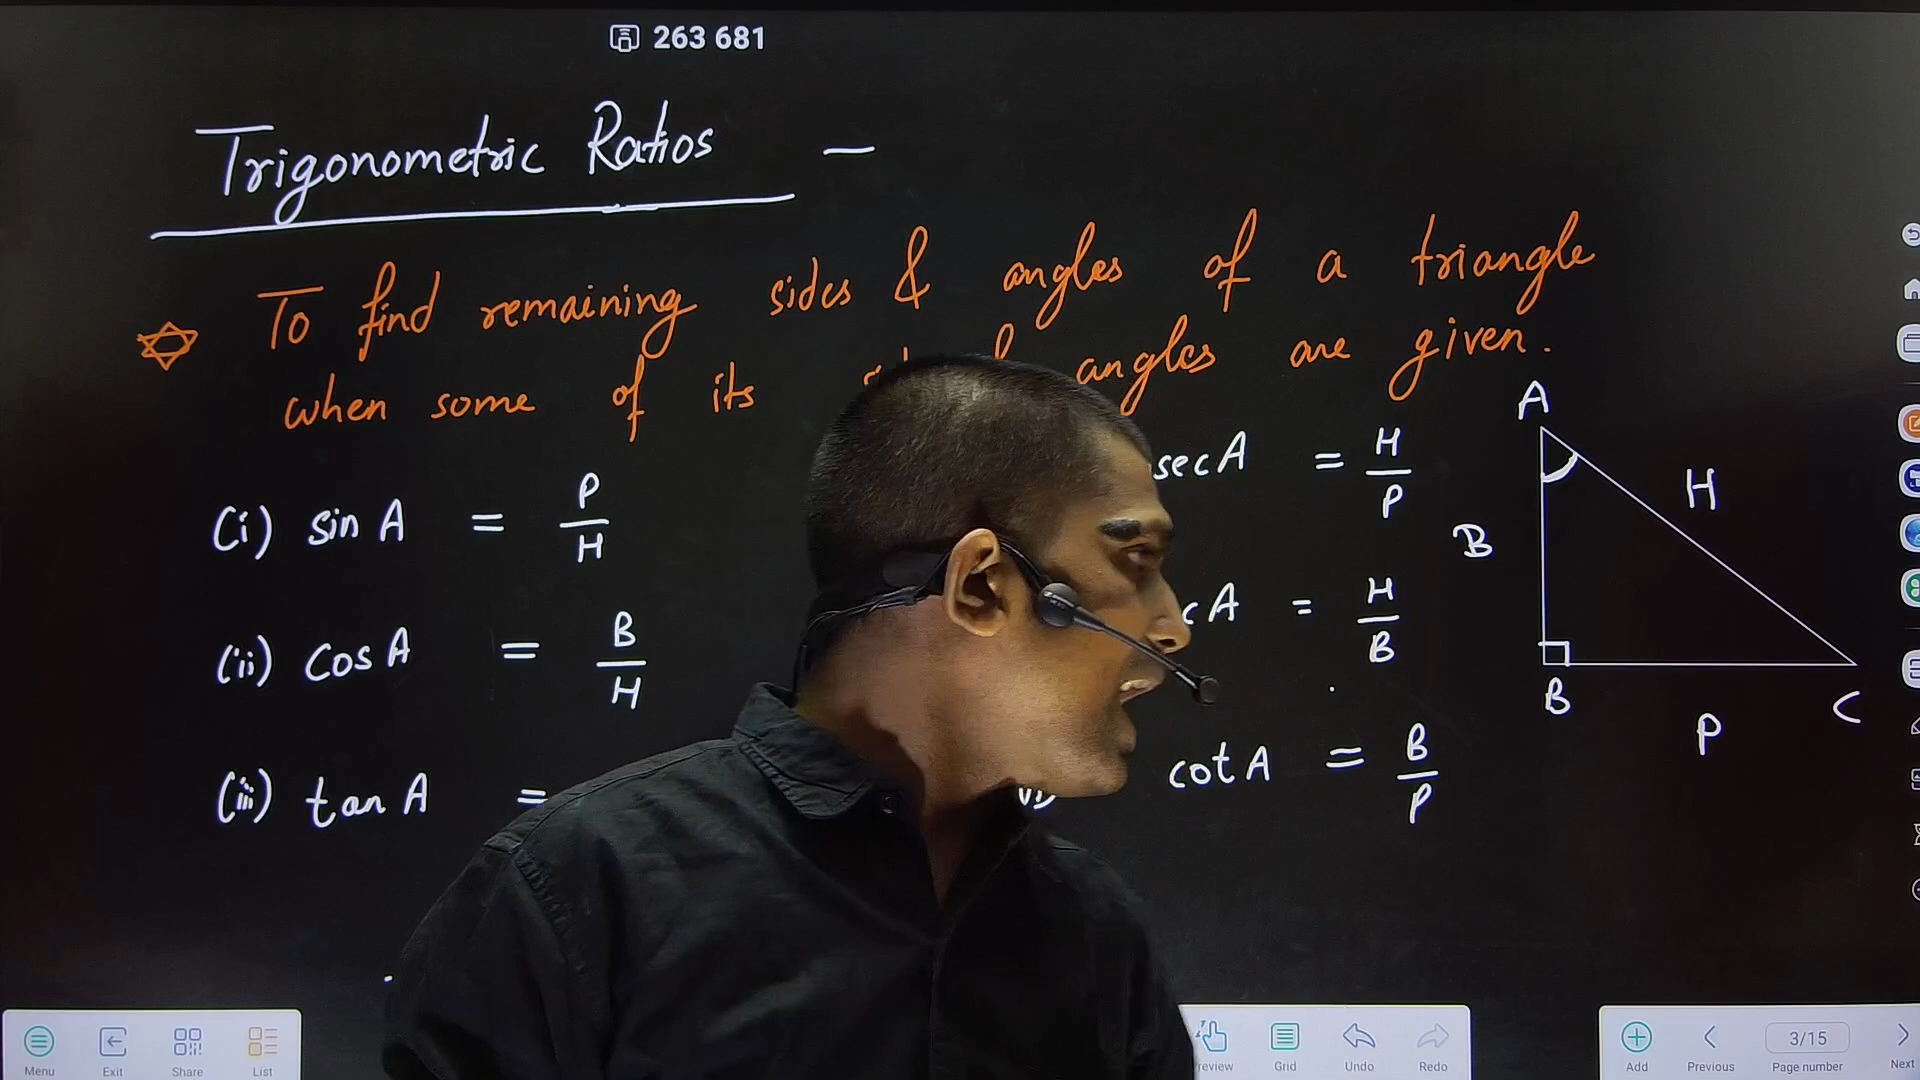 263 681
Trigonometric Ratios —
To find remaining sides & angles of a triangle
when some of its angles are given.
(i) sin A = P/H
(ii) cos A = B/H
(iii) tan A =
sec A = H/P
c A = H/B
cot A = B/P
A
H
B
B
C
P
Menu
Exit
Share
List
Grid
Undo
Redo
Add
Previous
3/15
Page number
Next